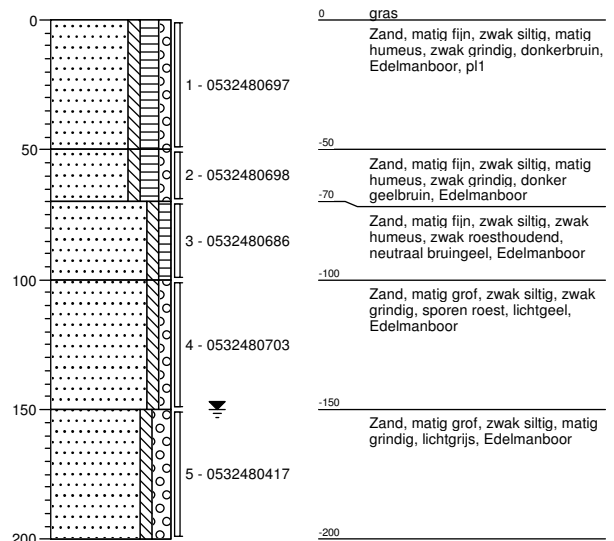 0
50
100
150
200
1 - 0532480697
2 - 0532480698
3 - 0532480686
4 - 0532480703
5 - 0532480417
0 gras
Zand, matig fijn, zwak siltig, matig
humeus, zwak grindig, donkerbruin,
Edelmanboor, pl1
-50
Zand, matig fijn, zwak siltig, matig
humeus, zwak grindig, donker
geelbruin, Edelmanboor
-70
Zand, matig fijn, zwak siltig, zwak
humeus, zwak roesthoudend,
neutraal bruingeel, Edelmanboor
-100
Zand, matig grof, zwak siltig, zwak
grindig, sporen roest, lichtgeel,
Edelmanboor
-150
Zand, matig grof, zwak siltig, matig
grindig, lichtgrijs, Edelmanboor
-200